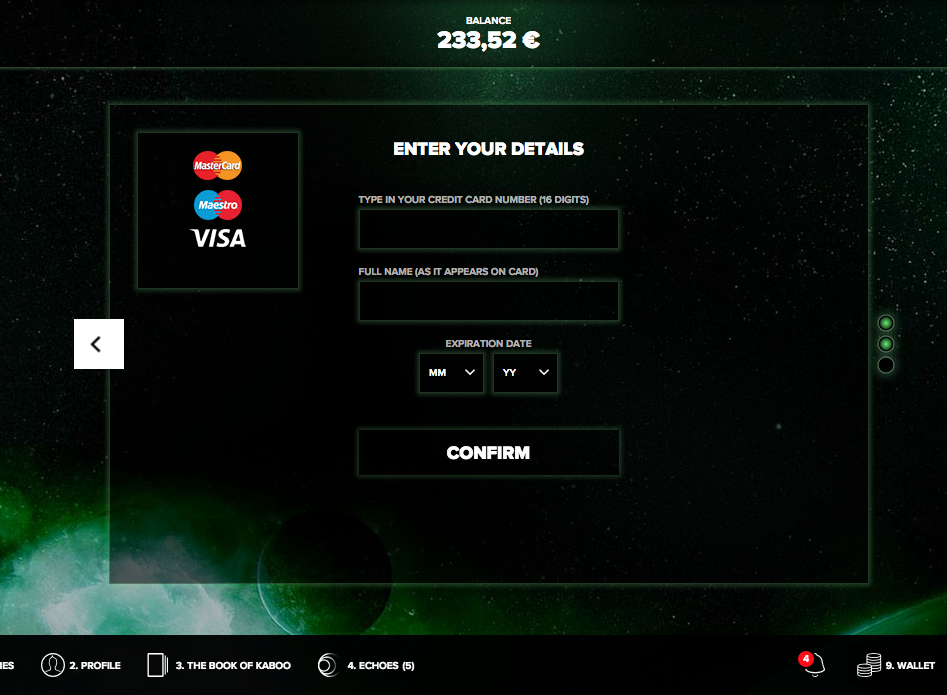 BALANCE
233,52 €
ENTER YOUR DETAILS
MasterCard
Maestro
VISA
TYPE IN YOUR CREDIT CARD NUMBER (16 DIGITS)
FULL NAME (AS IT APPEARS ON CARD)
EXPIRATION DATE
MM YY
CONFIRM
2. PROFILE 3. THE BOOK OF KABOO 4. ECHOES (5) 4 9. WALLET